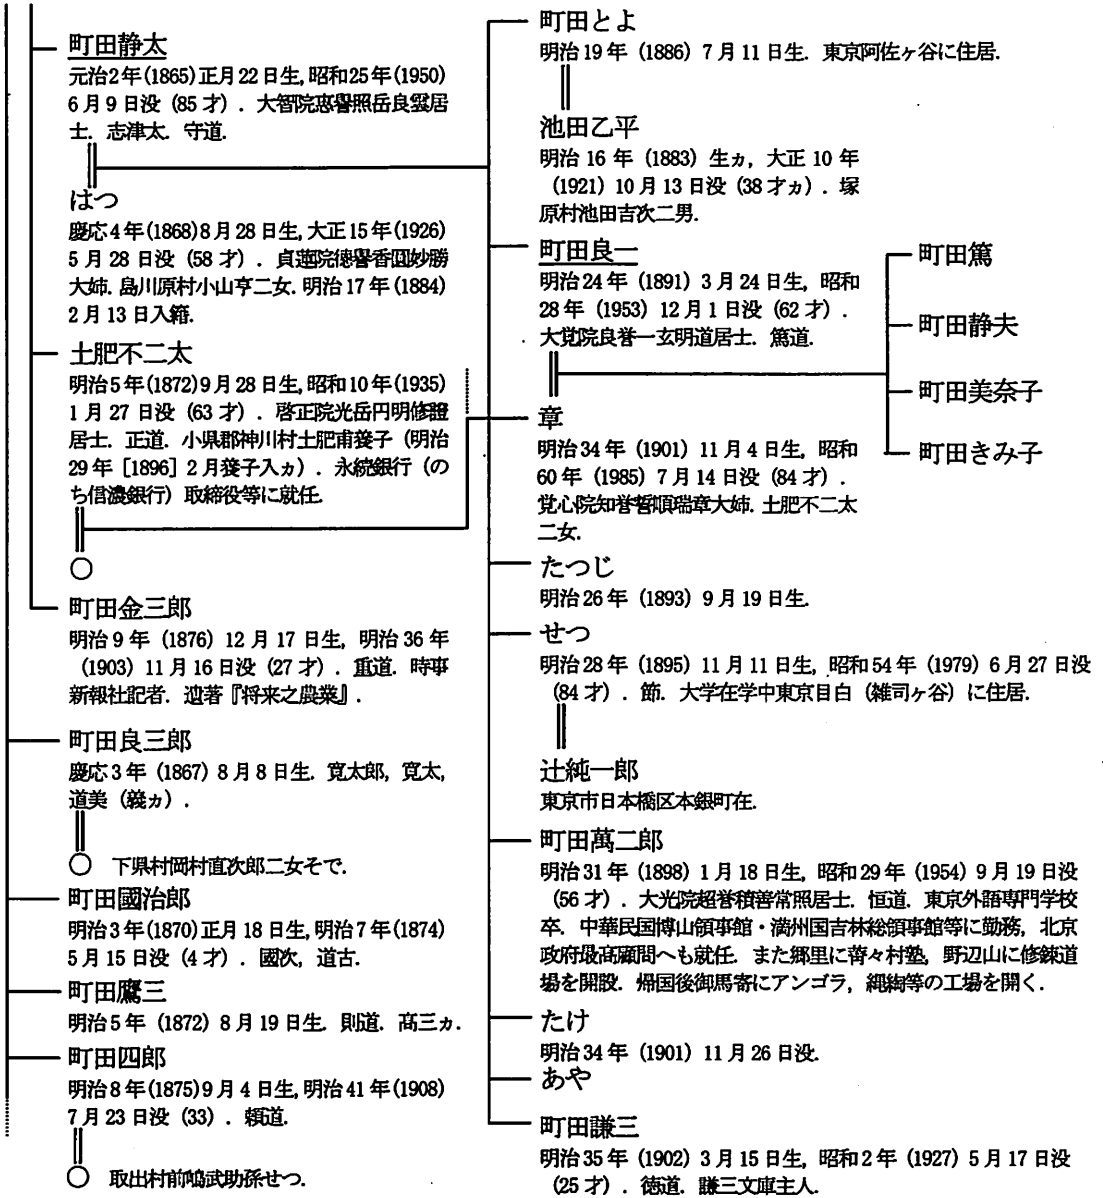 町田静太
元治2年(1865)正月22日生, 昭和25年(1950)
6月9日没（85才）. 大智院恵譽照岳良雲居
士. 志津太. 守道.
はつ
慶応4年(1868)8月28日生, 大正15年(1926)
5月28日没（58才）. 貞蓮院徳譽香圓妙勝
大姉. 島川原村小山亨二女. 明治17年(1884)
2月13日入籍.
土肥不二太
明治5年(1872)9月28日生, 昭和10年(1935)
1月27日没（63才）. 啓正院光岳円明修證
居士. 正道. 小県郡神川村土肥甫養子（明治
29年［1896］2月養子入ヵ）. 永続銀行（の
ち信濃銀行）取締役等に就任.
○
町田金三郎
明治9年（1876）12月17日生, 明治36年
（1903）11月16日没（27才）. 重道. 時事
新報社記者. 遺著『将来之農業』.
町田良三郎
慶応3年（1867）8月8日生. 寛太郎, 寛太,
道美（義ヵ）.
○ 下県村岡村直次郎二女そで.
町田國治郎
明治3年(1870)正月18日生, 明治7年(1874)
5月15日没（4才）. 國次, 道古.
町田鷹三
明治5年（1872）8月19日生. 則道. 高三ヵ.
町田四郎
明治8年(1875)9月4日生, 明治41年(1908)
7月23日没（33）. 頼道.
○ 取出村前嶋武助孫せつ.
町田とよ
明治19年（1886）7月11日生. 東京阿佐ヶ谷に住居.
池田乙平
明治16年（1883）生ヵ, 大正10年
（1921）10月13日没（38才ヵ）. 塚
原村池田吉次二男.
町田良一
明治24年（1891）3月24日生, 昭和
28年（1953）12月1日没（62才）.
大覚院良誉一玄明道居士. 篤道.
章
明治34年（1901）11月4日生, 昭和
60年（1985）7月14日没（84才）.
覚心院知誉誓順瑞章大姉. 土肥不二太
二女.
たつじ
明治26年（1893）9月19日生.
せつ
明治28年（1895）11月11日生, 昭和54年（1979）6月27日没
（84才）. 節. 大学在学中東京目白（雑司ヶ谷）に住居.
辻純一郎
東京市日本橋区本銀町在.
町田萬二郎
明治31年（1898）1月18日生, 昭和29年（1954）9月19日没
（56才）. 大光院超誉積善常照居士. 恒道. 東京外語専門学校
卒. 中華民国博山領事館・満州国吉林総領事館等に勤務, 北京
政府最高顧問へも就任. また郷里に菁々村塾, 野辺山に修錬道
場を開設. 帰国後御馬寄にアンゴラ, 縄綯等の工場を開く.
たけ
明治34年（1901）11月26日没.
あや
町田謙三
明治35年（1902）3月15日生, 昭和2年（1927）5月17日没
（25才）. 徳道. 謙三文庫主人.
町田篤
町田静夫
町田美奈子
町田きみ子